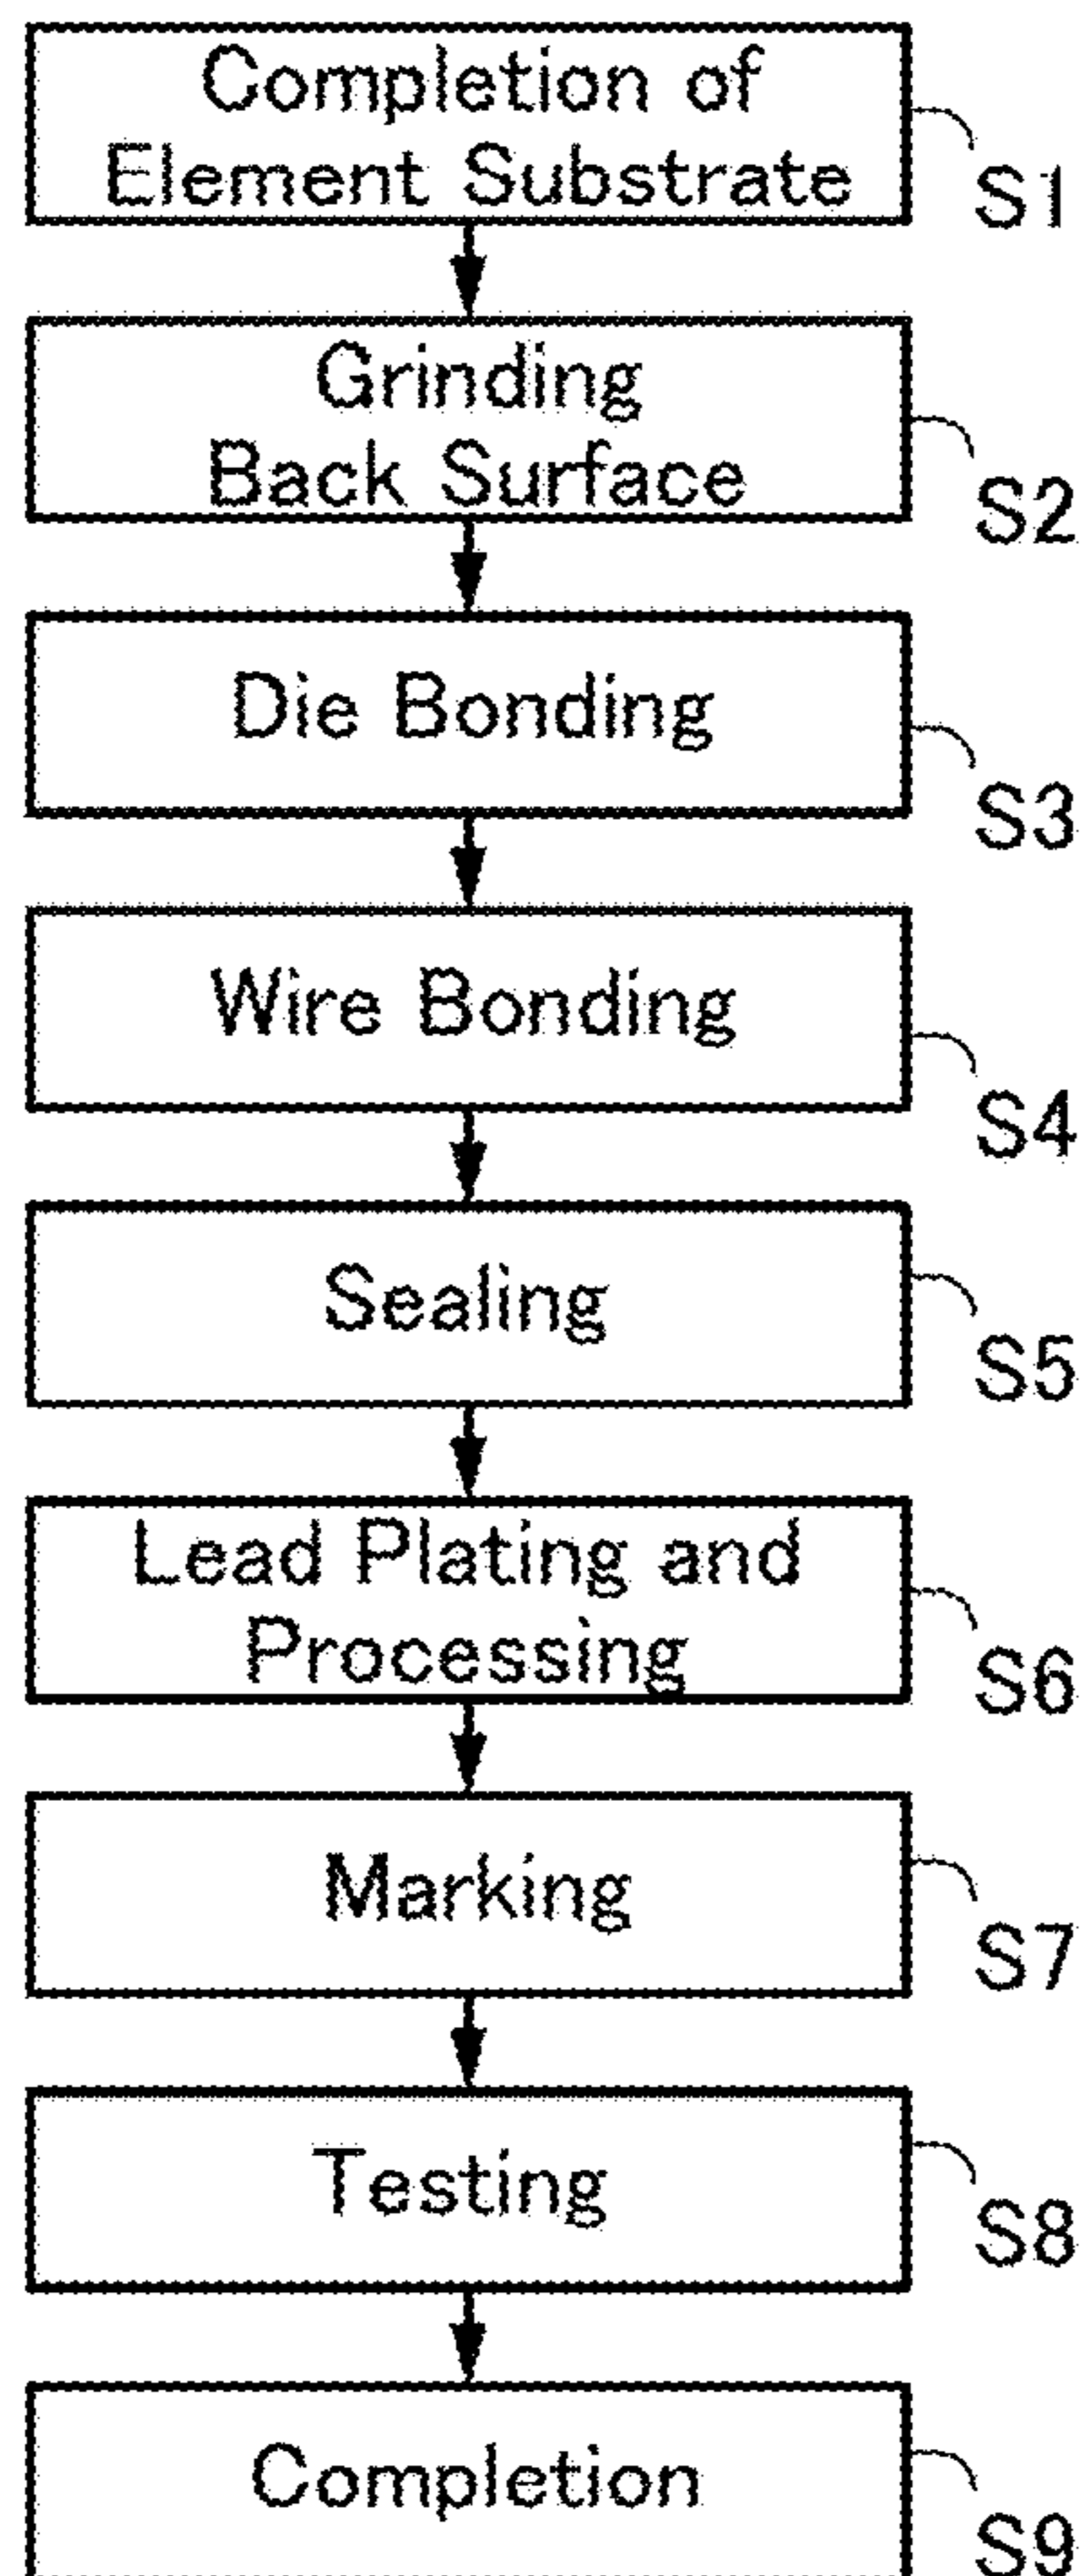 Completion of
Element Substrate
S1
Grinding
Back Surface
S2
Die Bonding
S3
Wire Bonding
S4
Sealing
S5
Lead Plating and
Processing
S6
Marking
S7
Testing
S8
Completion
S9